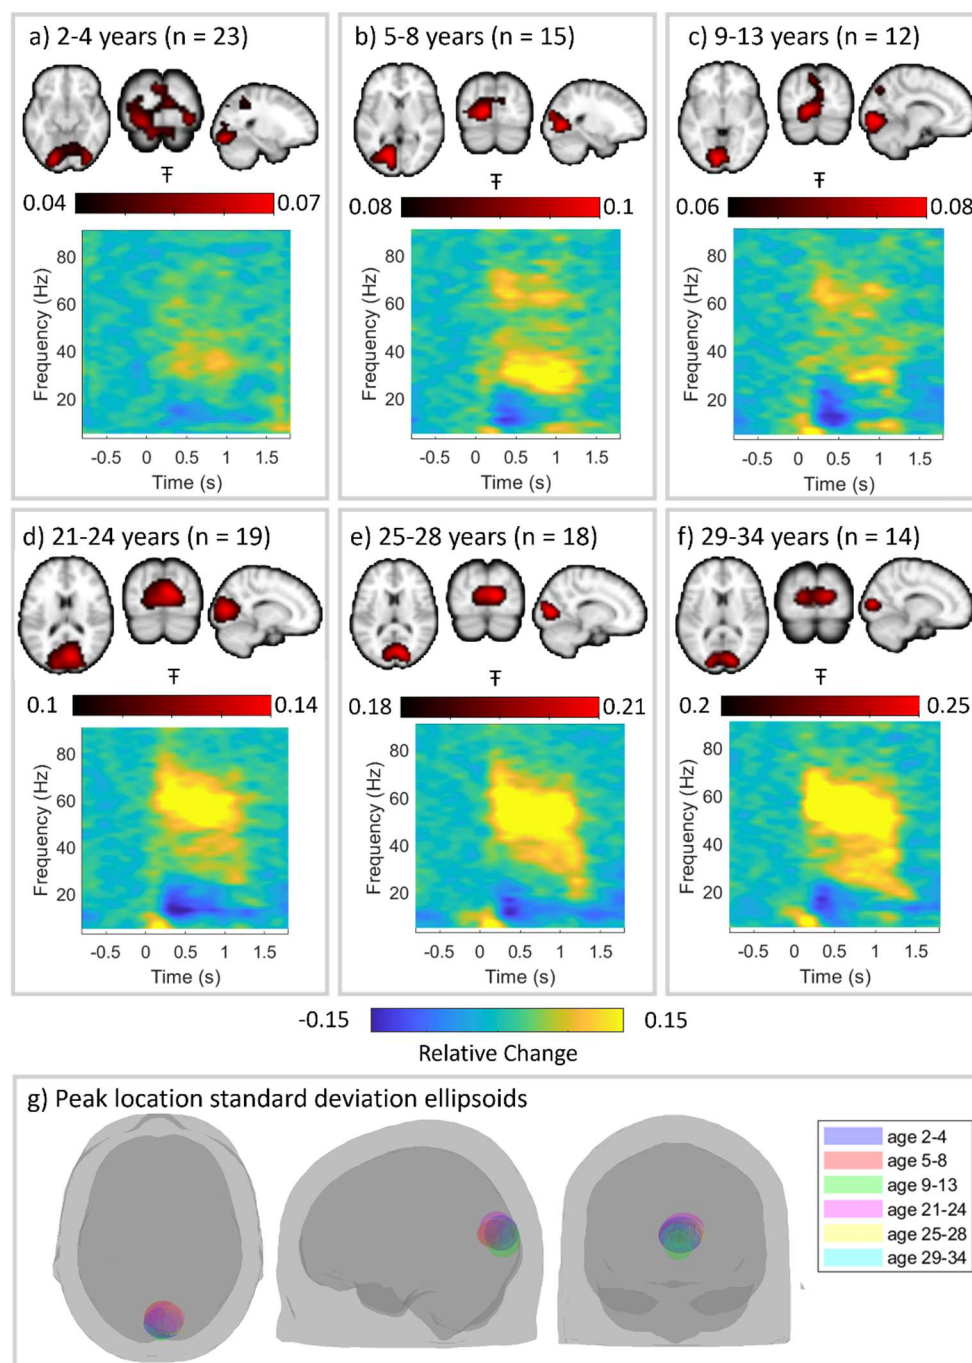 a) 2-4 years (n = 23)
Ŧ
0.04 0.07
80
60
40
20
Frequency (Hz)
-0.5 0 0.5 1 1.5
Time (s)
b) 5-8 years (n = 15)
Ŧ
0.08 0.1
80
60
40
20
Frequency (Hz)
-0.5 0 0.5 1 1.5
Time (s)
c) 9-13 years (n = 12)
Ŧ
0.06 0.08
80
60
40
20
Frequency (Hz)
-0.5 0 0.5 1 1.5
Time (s)
d) 21-24 years (n = 19)
Ŧ
0.1 0.14
80
60
40
20
Frequency (Hz)
-0.5 0 0.5 1 1.5
Time (s)
e) 25-28 years (n = 18)
Ŧ
0.18 0.21
80
60
40
20
Frequency (Hz)
-0.5 0 0.5 1 1.5
Time (s)
f) 29-34 years (n = 14)
Ŧ
0.2 0.25
80
60
40
20
Frequency (Hz)
-0.5 0 0.5 1 1.5
Time (s)
-0.15 0.15
Relative Change
g) Peak location standard deviation ellipsoids
age 2-4
age 5-8
age 9-13
age 21-24
age 25-28
age 29-34